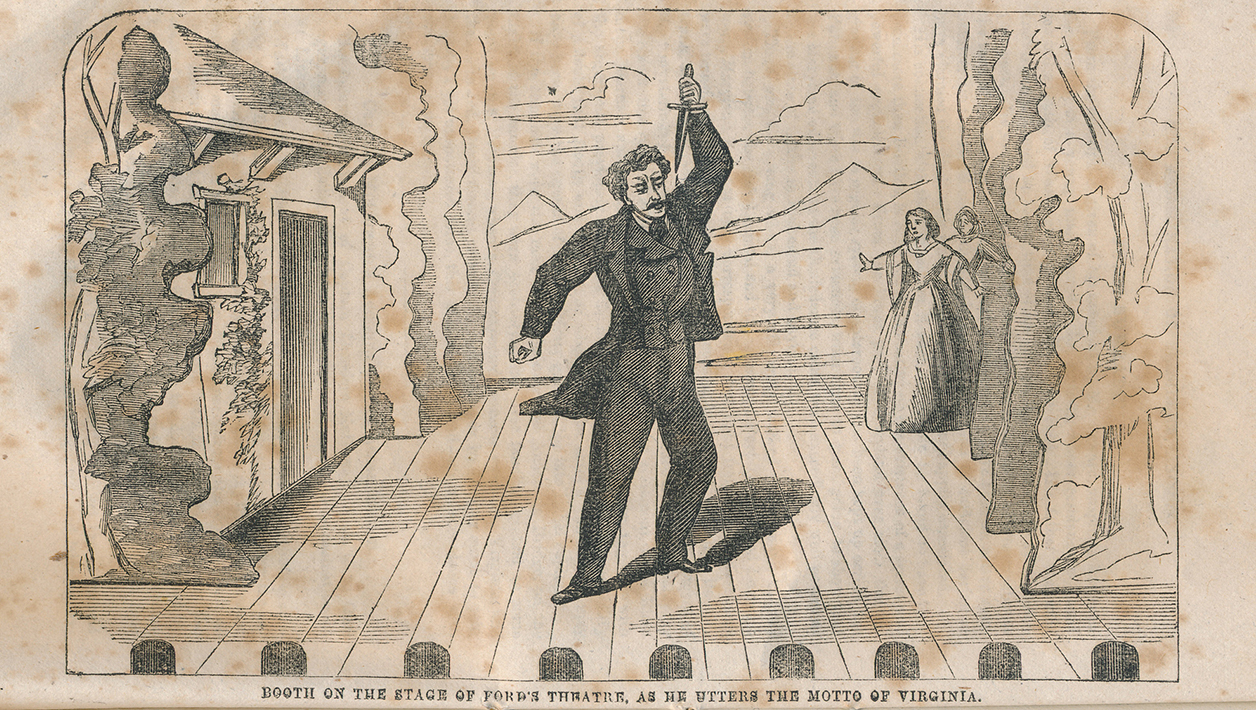 BOOTH ON THE STAGE OF FORD'S THEATRE, AS HE UTTERS THE MOTTO OF VIRGINIA.